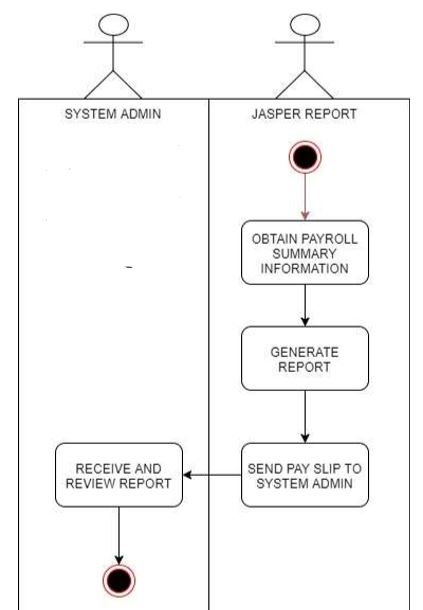 SYSTEM ADMIN
JASPER REPORT
OBTAIN PAYROLL
SUMMARY
INFORMATION
GENERATE
REPORT
RECEIVE AND
REVIEW REPORT
SEND PAY SLIP TO
SYSTEM ADMIN